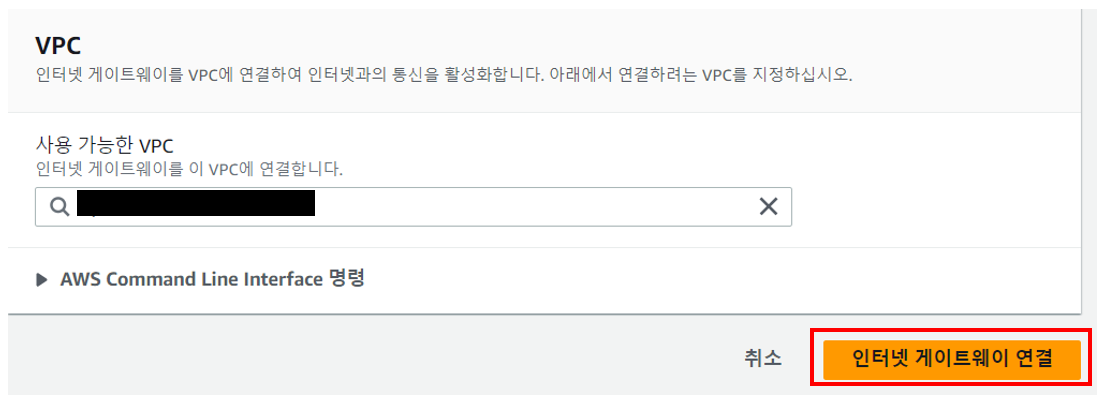 VPC
인터넷 게이트웨이를 VPC에 연결하여 인터넷과의 통신을 활성화합니다. 아래에서 연결하려는 VPC를 지정하십시오.
사용 가능한 VPC
인터넷 게이트웨이를 이 VPC에 연결합니다.
AWS Command Line Interface 명령
취소
인터넷 게이트웨이 연결